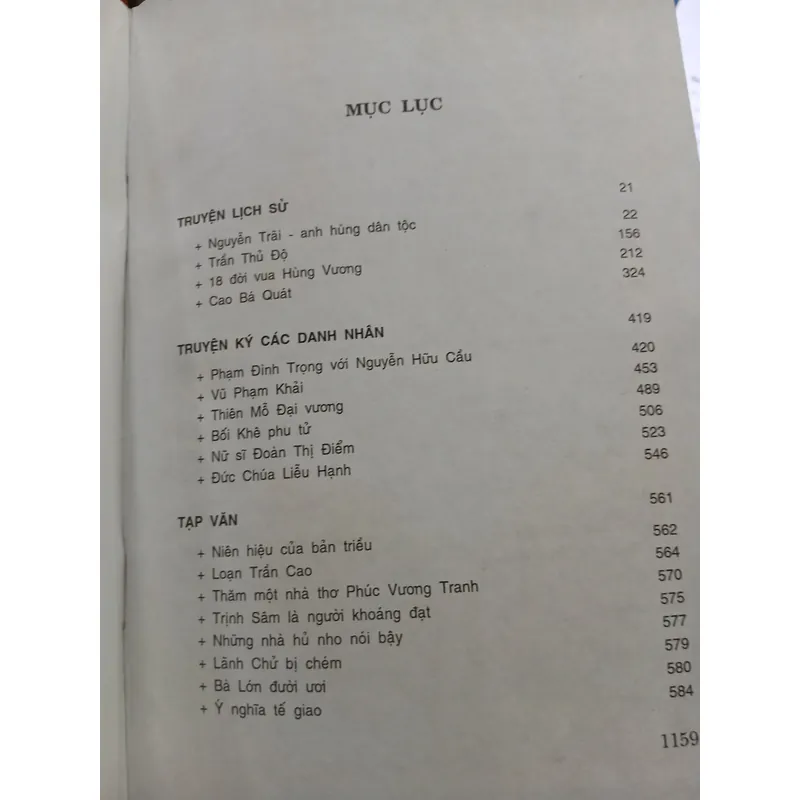 MỤC LỤC
TRUYỆN LỊCH SỬ 21
+ Nguyễn Trãi - anh hùng dân tộc 22
+ Trần Thủ Độ 156
+ 18 đời vua Hùng Vương 212
+ Cao Bá Quát 324
TRUYỆN KÝ CÁC DANH NHÂN 419
+ Phạm Đình Trọng với Nguyễn Hữu Cầu 420
+ Vũ Phạm Khải 453
+ Thiên Mỗ Đại vương 489
+ Bối Khê phu tử 506
+ Nữ sĩ Đoàn Thị Điểm 523
+ Đức Chúa Liễu Hạnh 546
TẠP VĂN 561
+ Niên hiệu của bản triều 562
+ Loạn Trần Cao 564
+ Thăm một nhà thơ Phúc Vương Tranh 570
+ Trịnh Sâm là người khoáng đạt 575
+ Những nhà hủ nho nói bậy 577
+ Lãnh Chử bị chém 579
+ Bà Lớn đười ươi 580
+ Ý nghĩa tế giao 584
1159